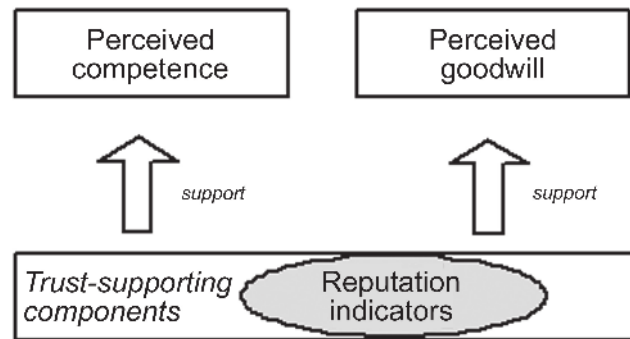 Perceived
competence
Perceived
goodwill
support
support
Trust-supporting
components
Reputation
indicators